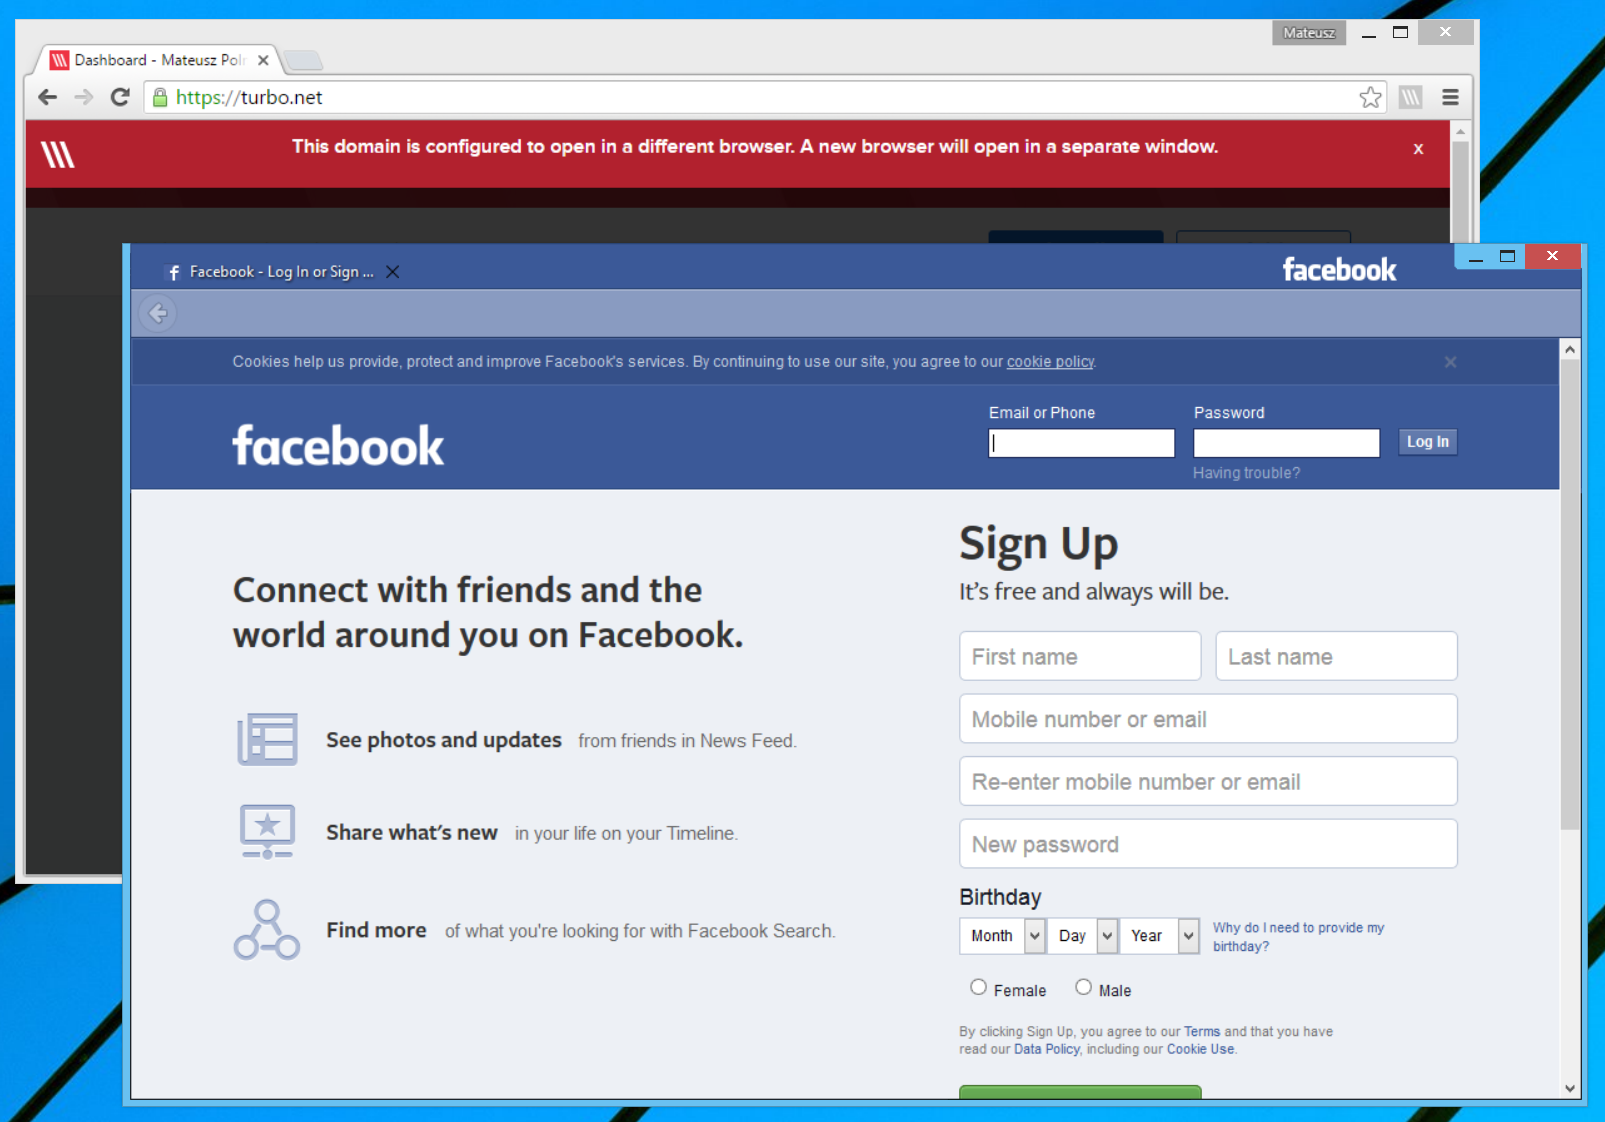 Mateusz
Dashboard - Mateusz Poln
https://turbo.net
This domain is configured to open in a different browser. A new browser will open in a separate window.
x
Facebook - Log In or Sign ...
facebook
Cookies help us provide, protect and improve Facebook's services. By continuing to use our site, you agree to our cookie policy.
Email or Phone
Password
facebook
Log In
Having trouble?
Sign Up
It's free and always will be.
Connect with friends and the
world around you on Facebook.
First name
Last name
Mobile number or email
See photos and updates from friends in News Feed.
Re-enter mobile number or email
Share what's new in your life on your Timeline.
New password
Birthday
Month
Day
Year
Why do I need to provide my
birthday?
Find more of what you're looking for with Facebook Search.
Female
Male
By clicking Sign Up, you agree to our Terms and that you have
read our Data Policy, including our Cookie Use.